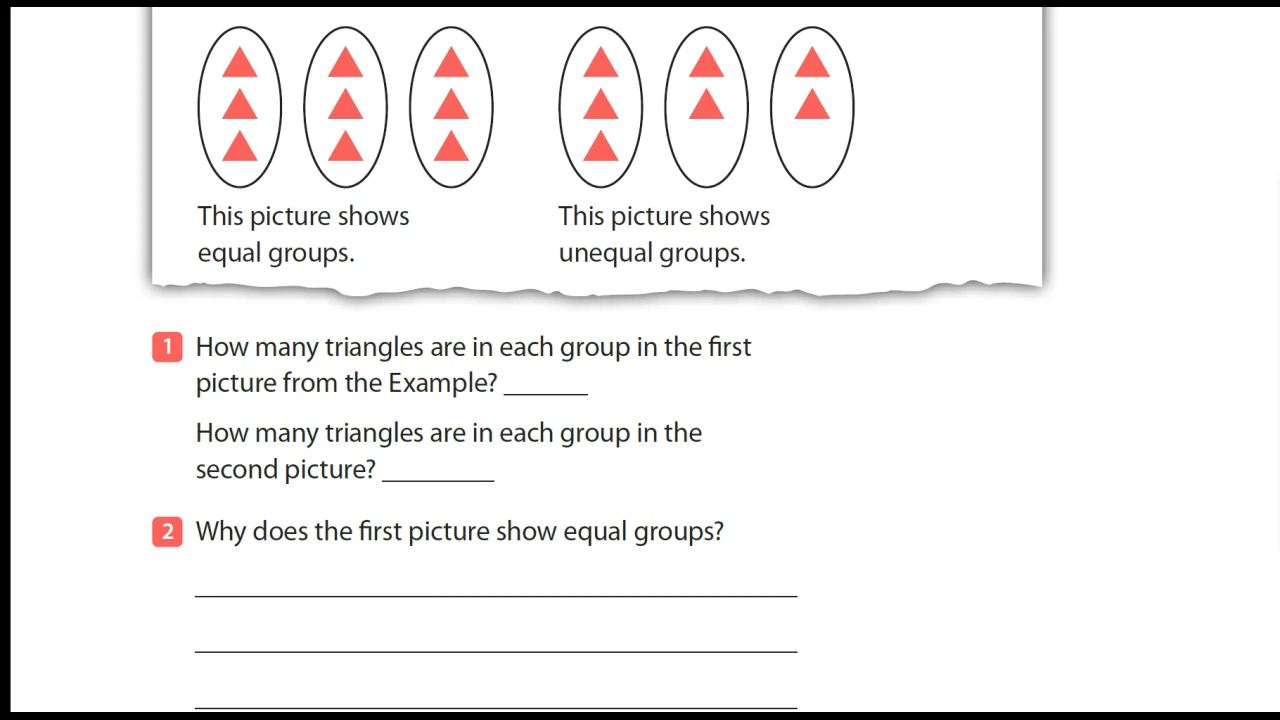 This picture shows
equal groups.
This picture shows
unequal groups.
1 How many triangles are in each group in the first
picture from the Example? ______
How many triangles are in each group in the
second picture? ________
2 Why does the first picture show equal groups?